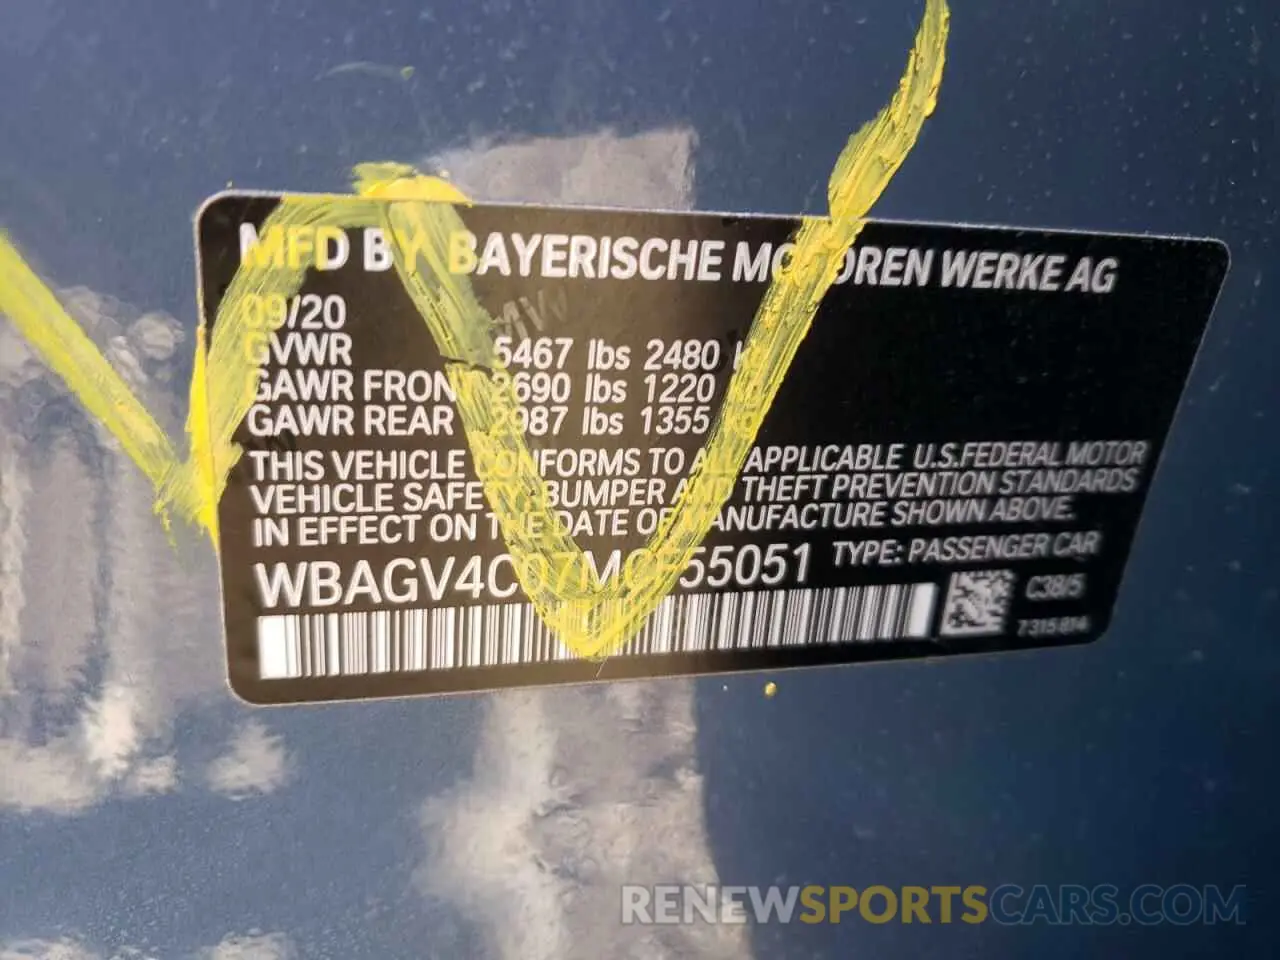 MFD BY BAYERISCHE MOTOREN WERKE AG
09/20
GVWR 5467 lbs 2480 kg
GAWR FRONT 2690 lbs 1220
GAWR REAR 2987 lbs 1355 kg
THIS VEHICLE CONFORMS TO ALL APPLICABLE U.S.FEDERAL MOTOR
VEHICLE SAFETY, BUMPER AND THEFT PREVENTION STANDARDS
IN EFFECT ON THE DATE OF MANUFACTURE SHOWN ABOVE.
WBAGV4C07MCF55051 TYPE: PASSENGER CAR
C38/5
7315814
RENEWSPORTSCARS.COM